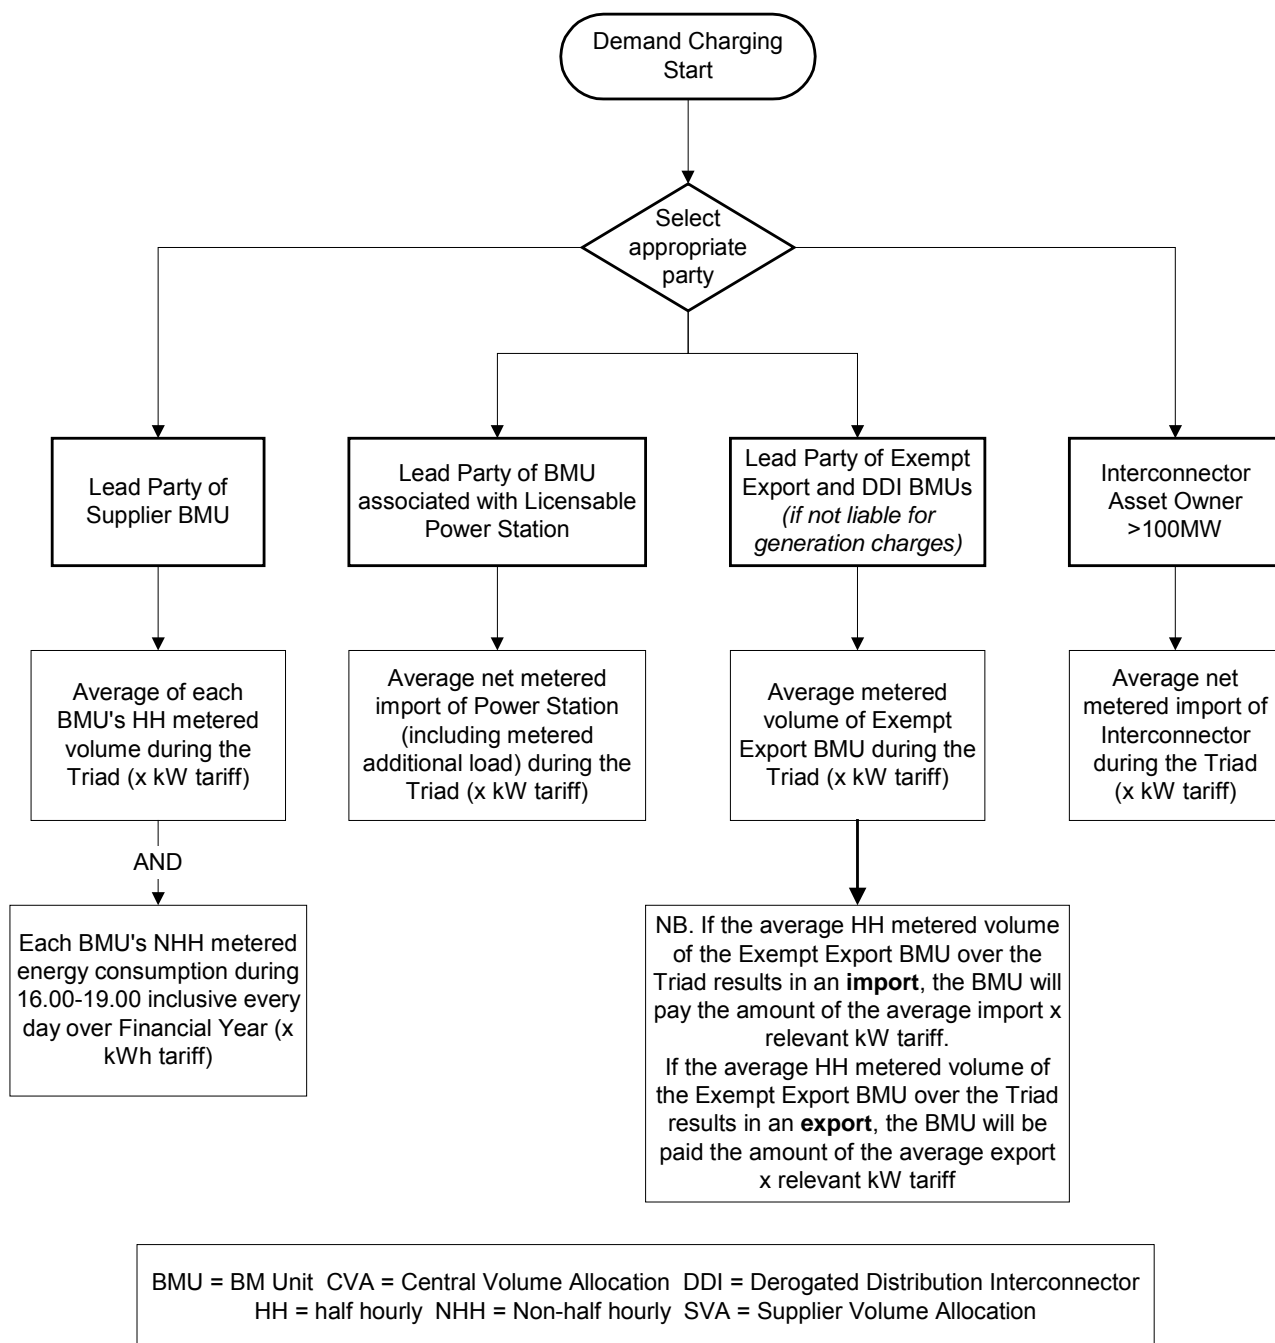 Demand Charging
Start
Select
appropriate
party
Lead Party of
Supplier BMU
Lead Party of BMU
associated with Licensable
Power Station
Lead Party of Exempt
Export and DDI BMUs
(if not liable for
generation charges)
Interconnector
Asset Owner
>100MW
Average of each
BMU's HH metered
volume during the
Triad (x kW tariff)
Average net metered
import of Power Station
(including metered
additional load) during the
Triad (x kW tariff)
Average metered
volume of Exempt
Export BMU during the
Triad (x kW tariff)
Average net
metered import of
Interconnector
during the Triad
(x kW tariff)
AND
Each BMU's NHH metered
energy consumption during
16.00-19.00 inclusive every
day over Financial Year (x
kWh tariff)
NB. If the average HH metered volume
of the Exempt Export BMU over the
Triad results in an import, the BMU will
pay the amount of the average import x
relevant kW tariff.
If the average HH metered volume of
the Exempt Export BMU over the Triad
results in an export, the BMU will be
paid the amount of the average export
x relevant kW tariff
BMU = BM Unit CVA = Central Volume Allocation DDI = Derogated Distribution Interconnector
HH = half hourly NHH = Non-half hourly SVA = Supplier Volume Allocation